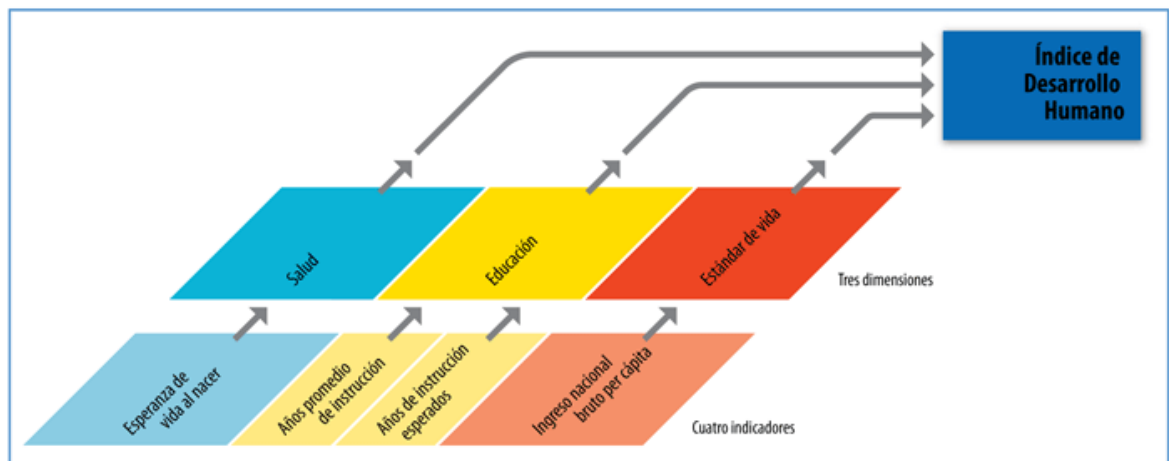 Índice de
Desarrollo
Humano
Salud
Educación
Estándar de vida
Tres dimensiones
Esperanza de
vida al nacer
Años promedio
de instrucción
Años de instrucción
esperados
Ingreso nacional
bruto per cápita
Cuatro indicadores